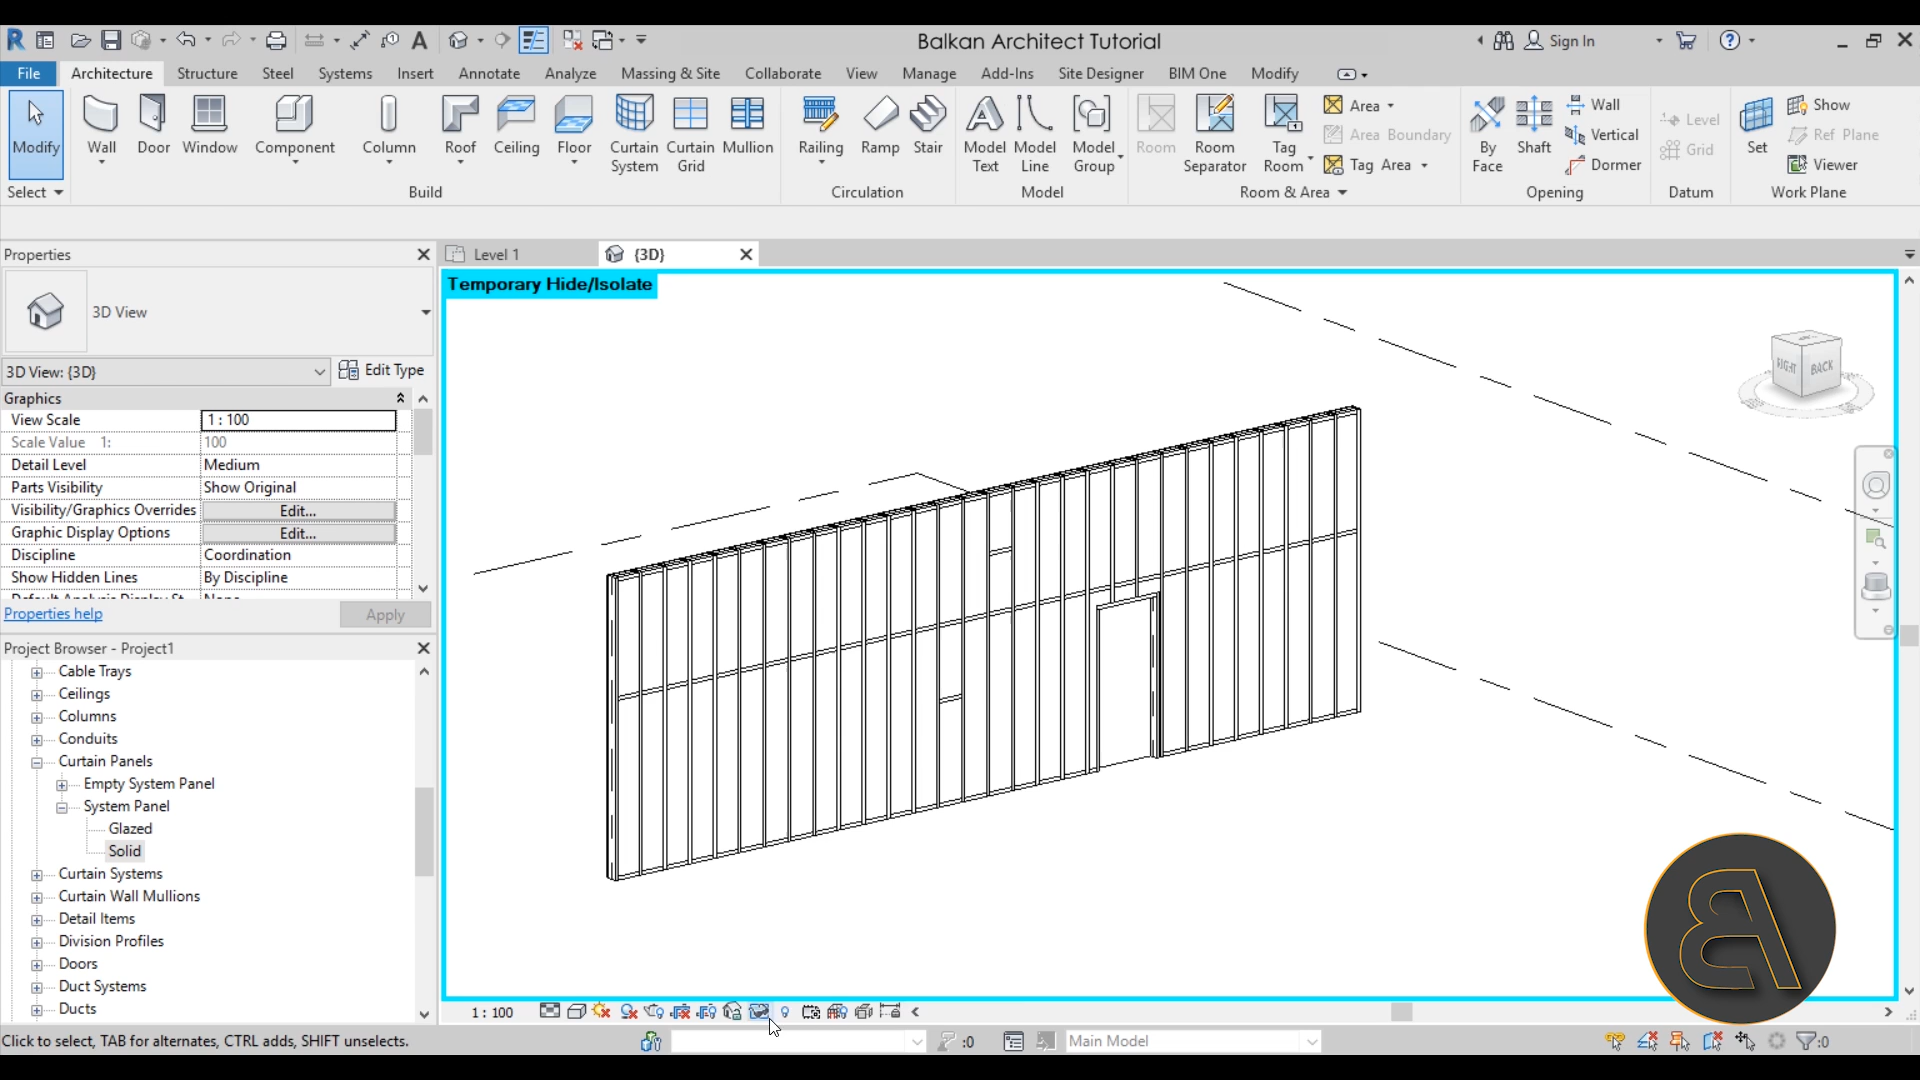 Balkan Architect Tutorial
Sign In
File Architecture Structure Steel Systems Insert Annotate Analyze Massing & Site Collaborate View Manage Add-Ins Site Designer BIM One Modify
Modify Wall Door Window Component Column Roof Ceiling Floor Curtain System Curtain Grid Mullion Railing Ramp Stair Model Text Model Line Model Group Room Room Separator Tag Room
Area
Area Boundary
Tag Area
By Face Shaft
Wall
Vertical
Dormer
Level
Grid
Set
Show
Ref Plane
Viewer
Select Build Circulation Model Room & Area Opening Datum Work Plane
Properties
Level 1 {3D}
Temporary Hide/Isolate
3D View
3D View: {3D} Edit Type
Graphics
View Scale 1 : 100
Scale Value 1: 100
Detail Level Medium
Parts Visibility Show Original
Visibility/Graphics Overrides Edit...
Graphic Display Options Edit...
Discipline Coordination
Show Hidden Lines By Discipline
Default Analysis Display St... None
Properties help Apply
RIGHT BACK
Project Browser - Project1
Cable Trays
Ceilings
Columns
Conduits
Curtain Panels
Empty System Panel
System Panel
Glazed
Solid
Curtain Systems
Curtain Wall Mullions
Detail Items
Division Profiles
Doors
Duct Systems
Ducts
1 : 100
Click to select, TAB for alternates, CTRL adds, SHIFT unselects.
:0
Main Model
:0